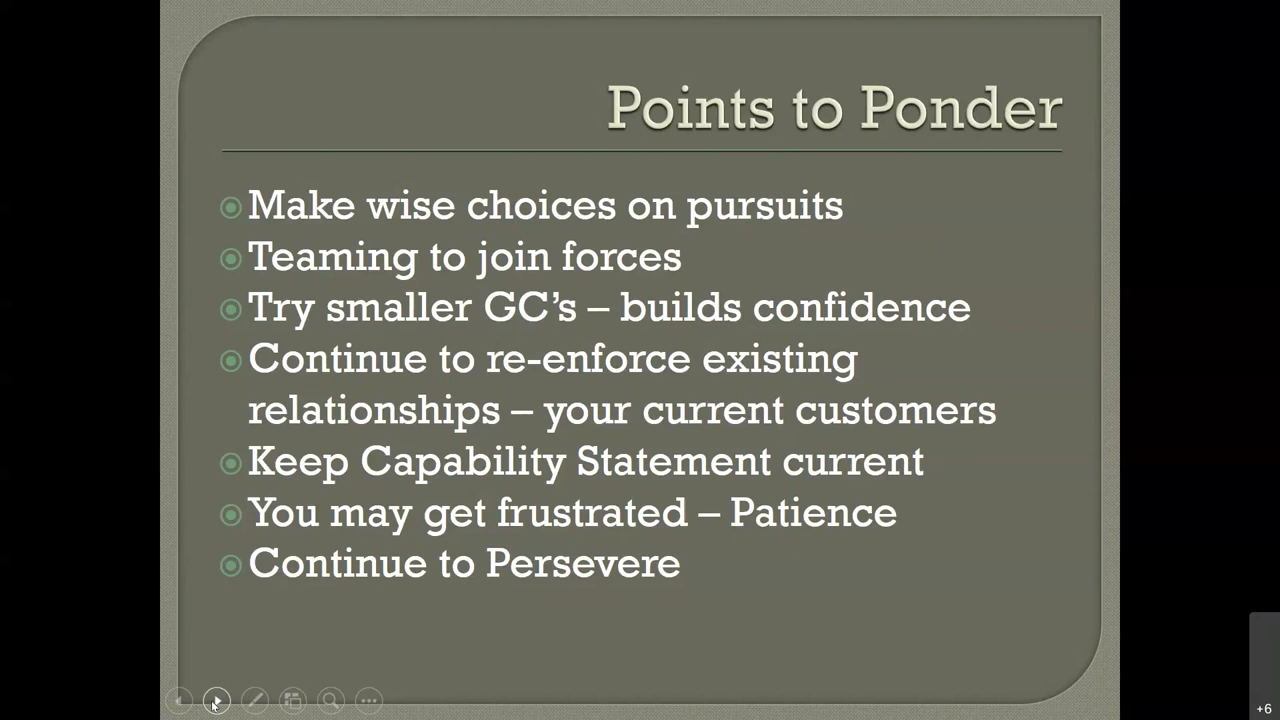 Points to Ponder
Make wise choices on pursuits
Teaming to join forces
Try smaller GC’s – builds confidence
Continue to re-enforce existing
relationships – your current customers
Keep Capability Statement current
You may get frustrated – Patience
Continue to Persevere
+6